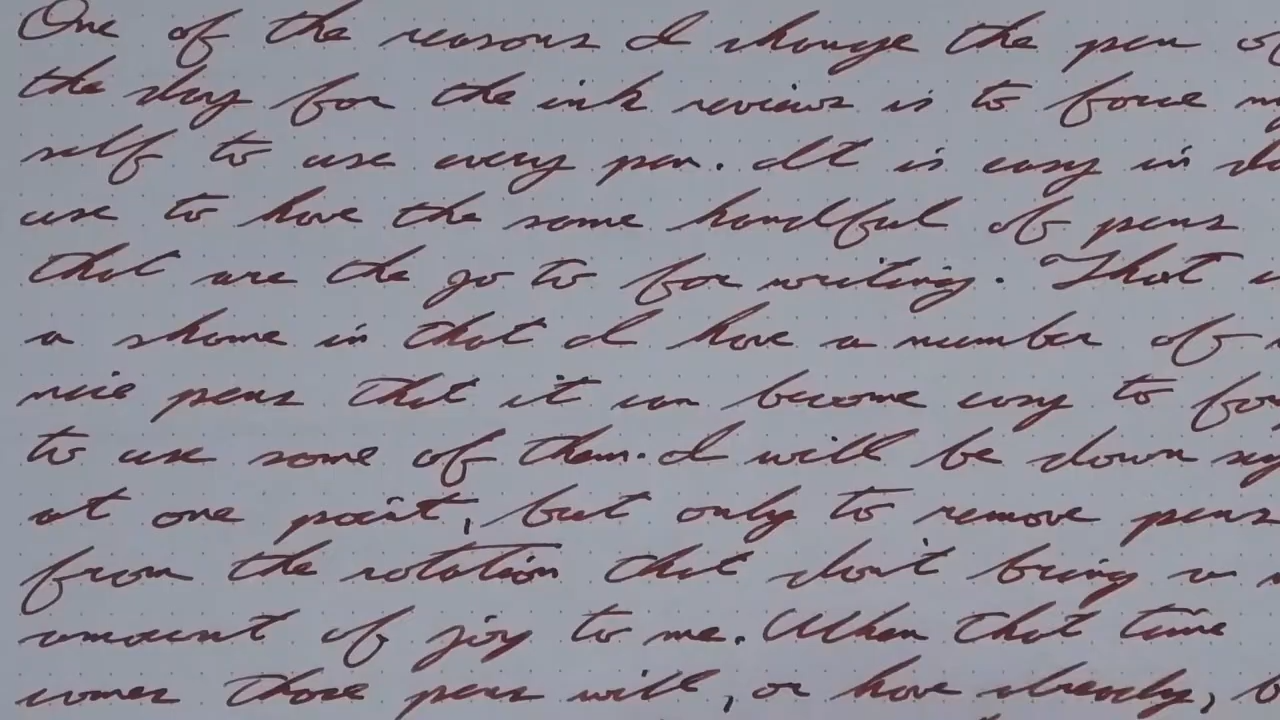 One of the reasons I change the pen of
the day for the ink reviews is to force my
self to use every pen. It is easy in
use to have the same handful of pens
that are the go to for writing. That
a shame in that I have a number of
nice pens that it can become easy to
to use some of them. I will be down
at one point, but only to remove pens
from the rotation that don't bring a
amount of joy to me. When that time
comes those pens will, or have already,